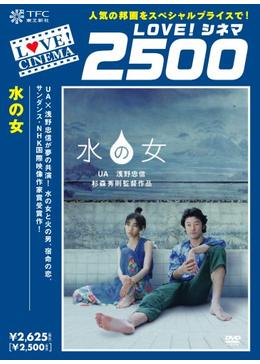 TFC
東北新社
人気の邦画をスペシャルプライスで!
LOVE!
CINEMA
LOVE!シネマ
2500
水の女
UA×浅野忠信が夢の共演! 水の女と火の男、宿命の恋。
サンダンス・NHK国際映像作家賞受賞作!
水の女
UA 浅野忠信
杉森秀則監督作品
¥2,625
[¥2,500]
DVD